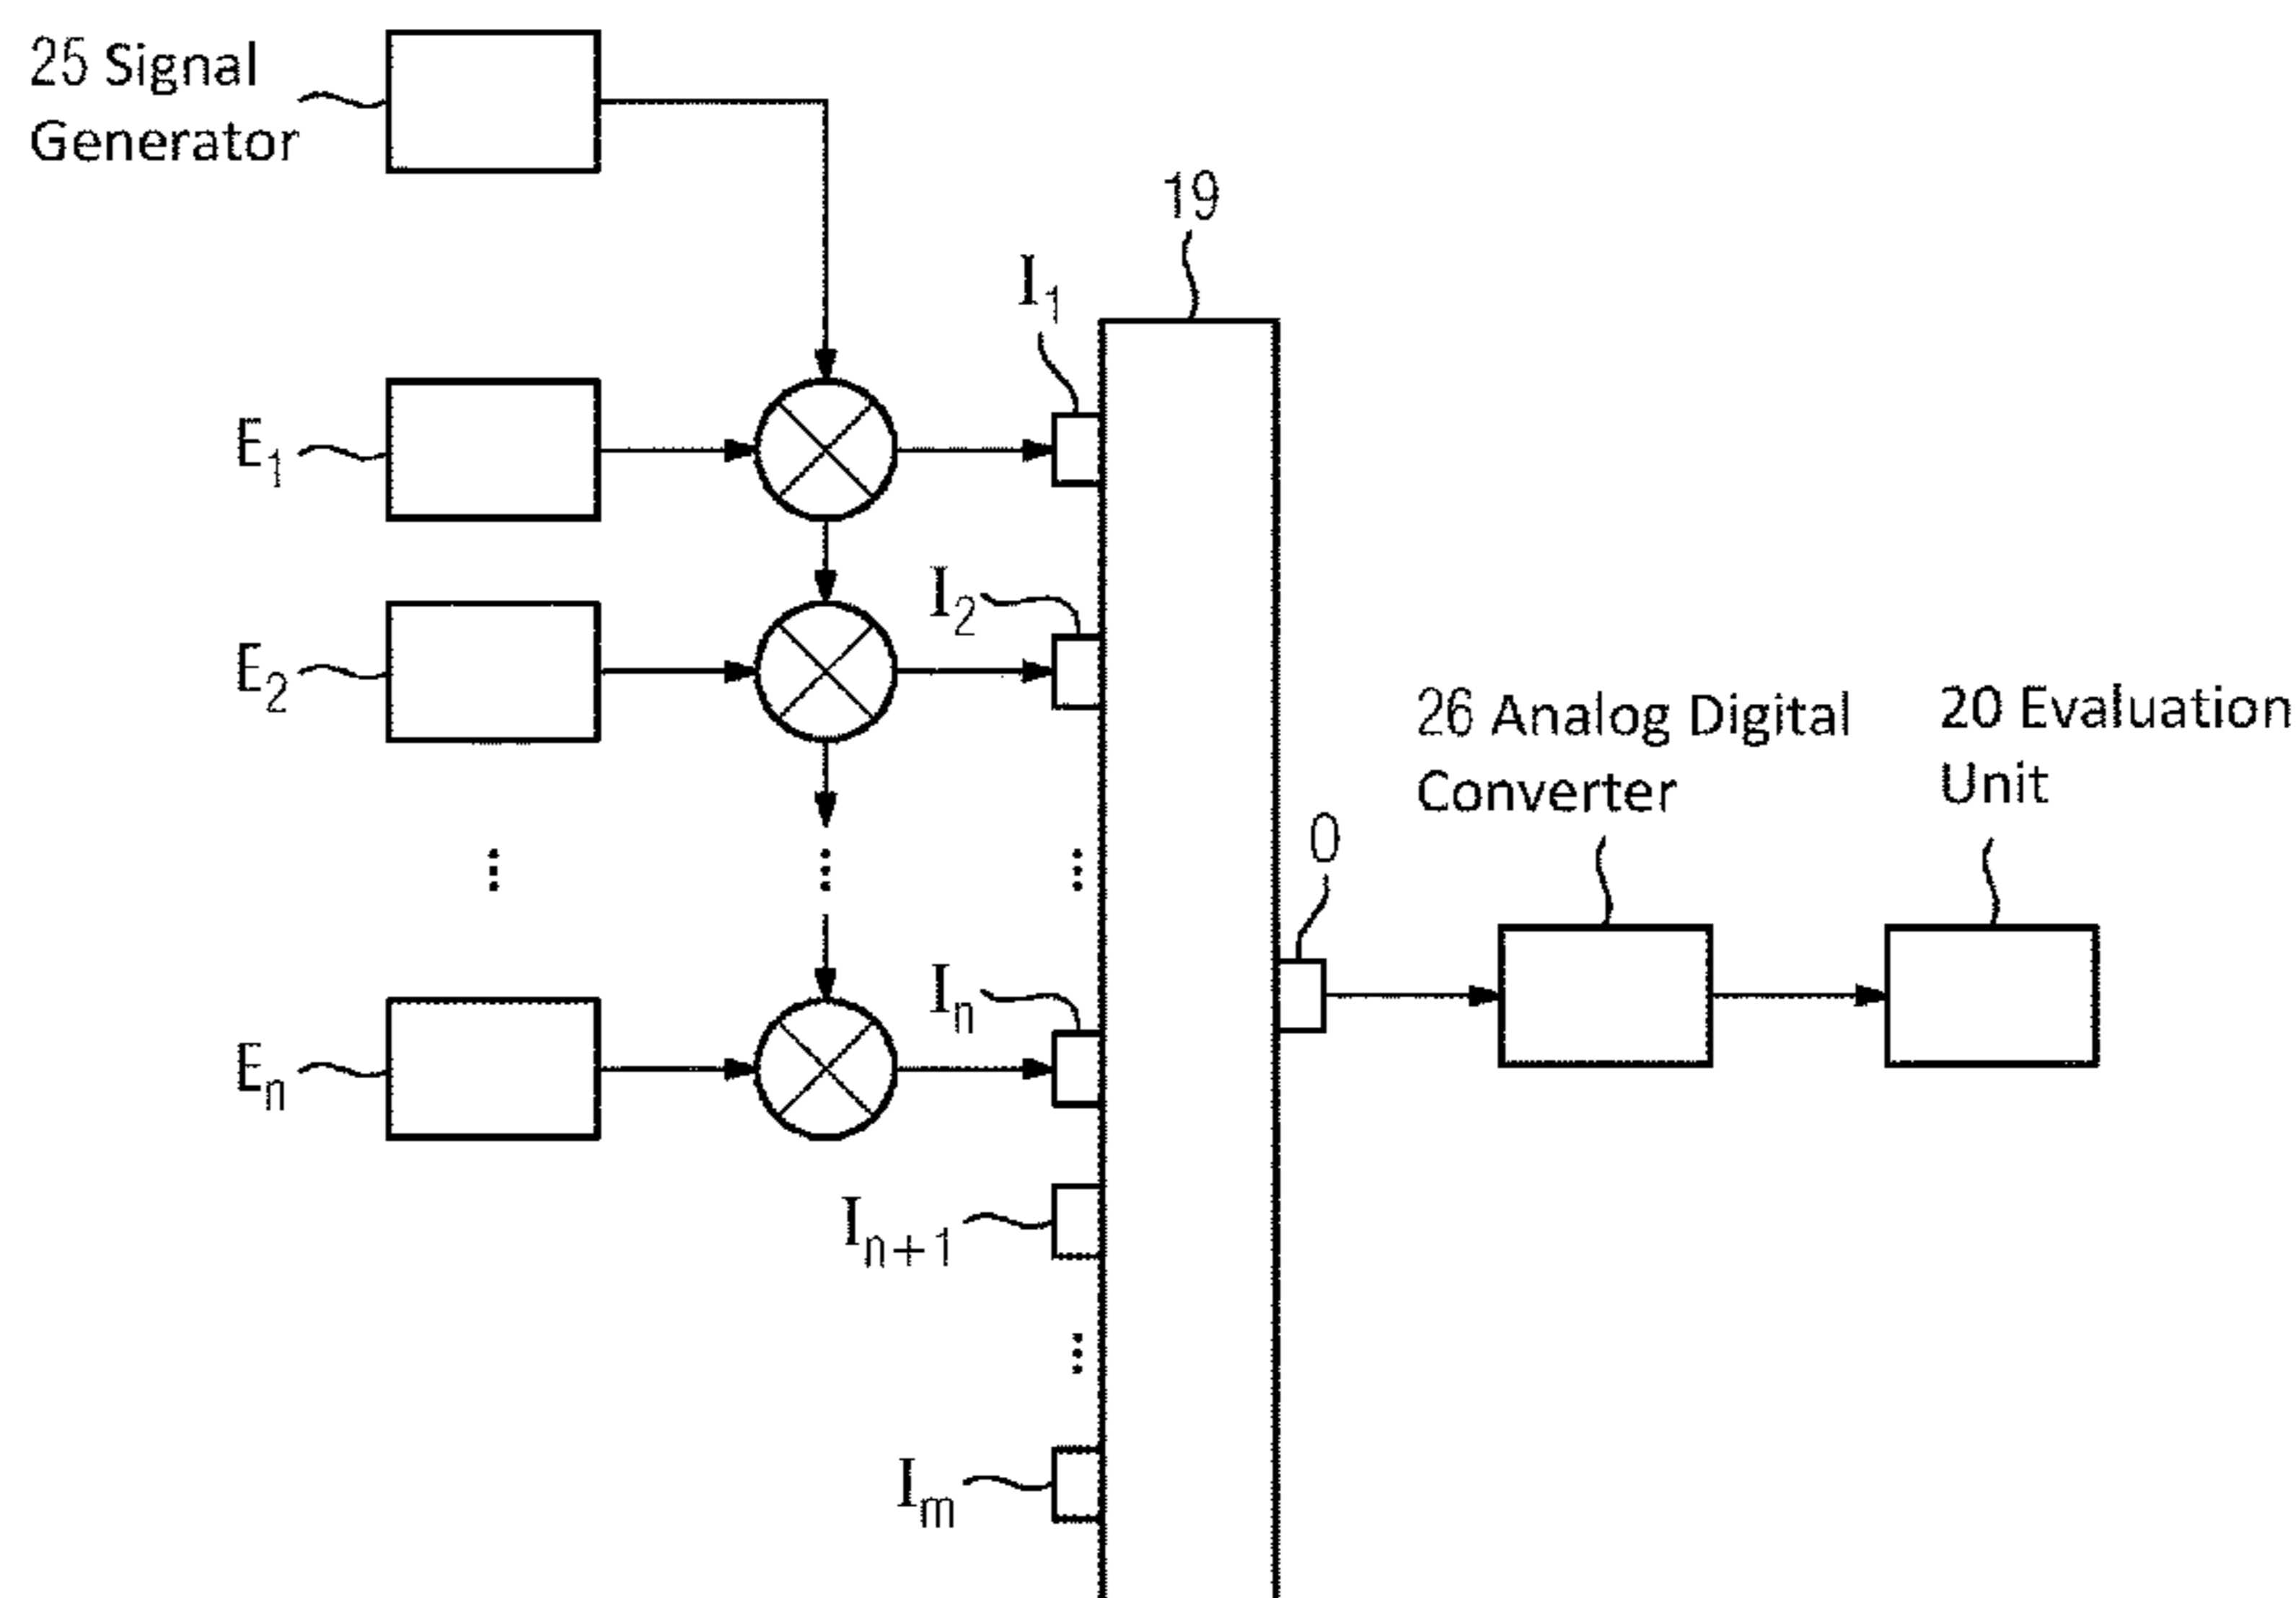 25 Signal
Generator
19
I1
E1
I2
E2
26 Analog Digital
Converter
20 Evaluation
Unit
O
In
En
In+1
Im